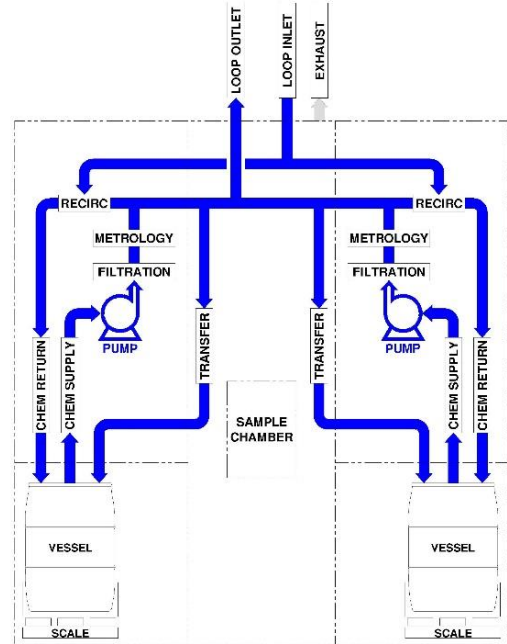 LOOP OUTLET
LOOP INLET
EXHAUST
RECIRC
RECIRC
METROLOGY
METROLOGY
FILTRATION
FILTRATION
PUMP
PUMP
CHEM RETURN
CHEM SUPPLY
TRANSFER
TRANSFER
CHEM SUPPLY
CHEM RETURN
SAMPLE
CHAMBER
VESSEL
VESSEL
SCALE
SCALE